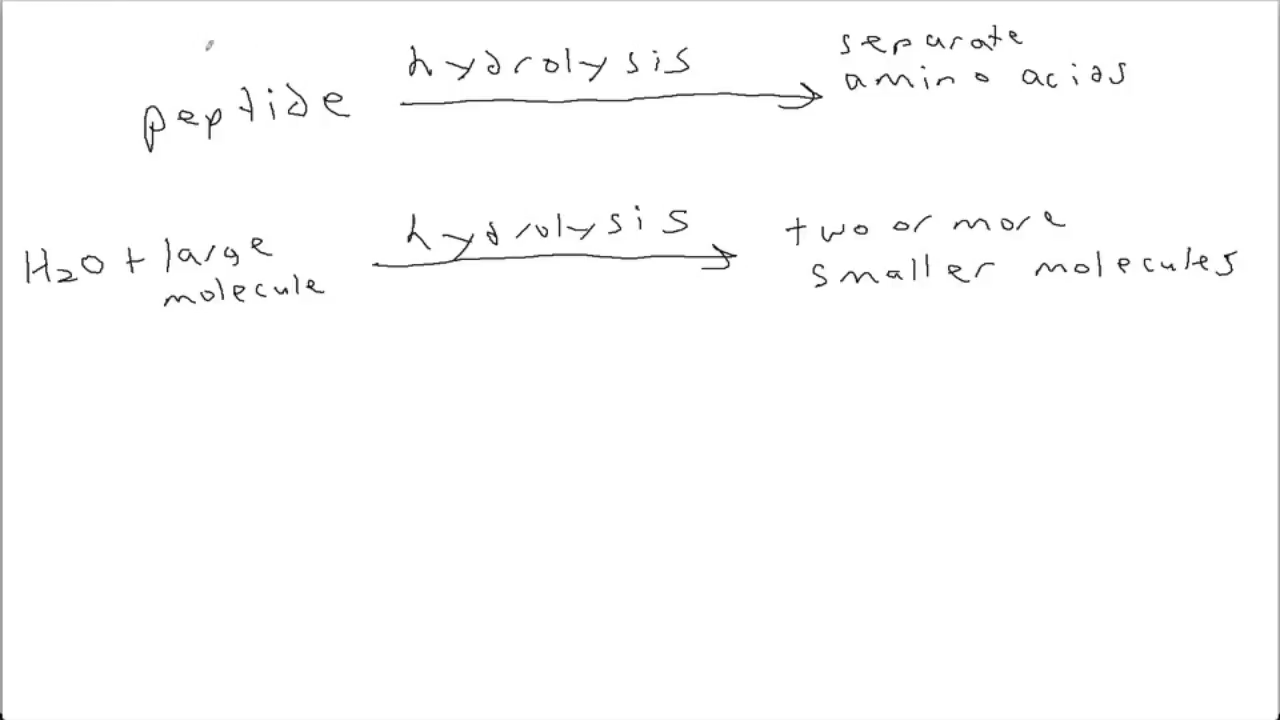 peptide hydrolysis separate
amino acids
H2O + large hydrolysis two or more
molecule smaller molecules